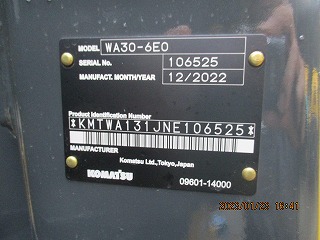 MODEL WA30-6E0
SERIAL No. 106525
MANUFACT. MONTH/YEAR 12/2022
Product Identification Number
*KMTWA131JNE106525*
MANUFACTURER
Komatsu Ltd.,Tokyo,Japan
KOMATSU 09601-14000